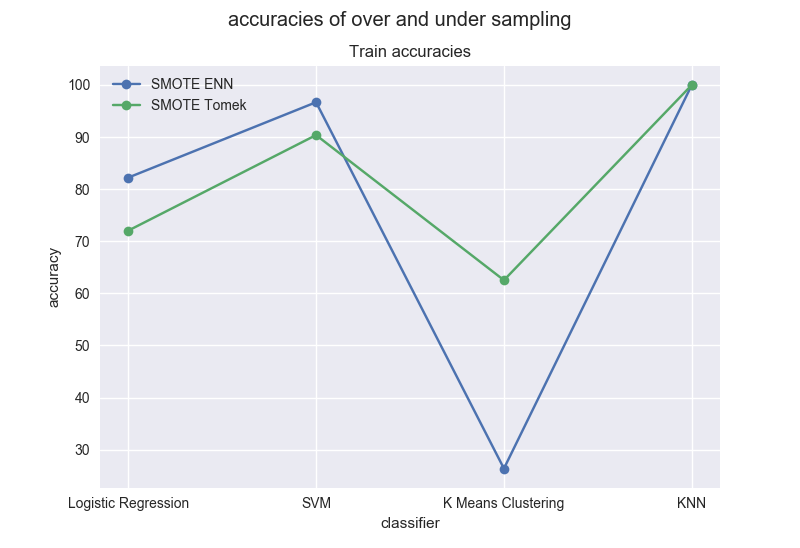 accuracies of over and under sampling
Train accuracies
SMOTE ENN
SMOTE Tomek
100
90
80
70
60
50
40
30
accuracy
Logistic Regression SVM K Means Clustering KNN
classifier